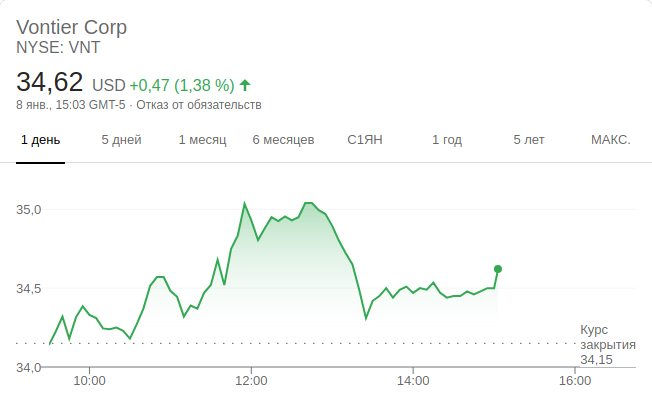 Vontier Corp
NYSE: VNT
34,62 USD +0,47 (1,38 %)
8 янв., 15:03 GMT-5 · Отказ от обязательств
1 день 5 дней 1 месяц 6 месяцев С1ЯН 1 год 5 лет МАКС.
35,0
34,5
Курс
закрытия
34,15
34,0
10:00 12:00 14:00 16:00